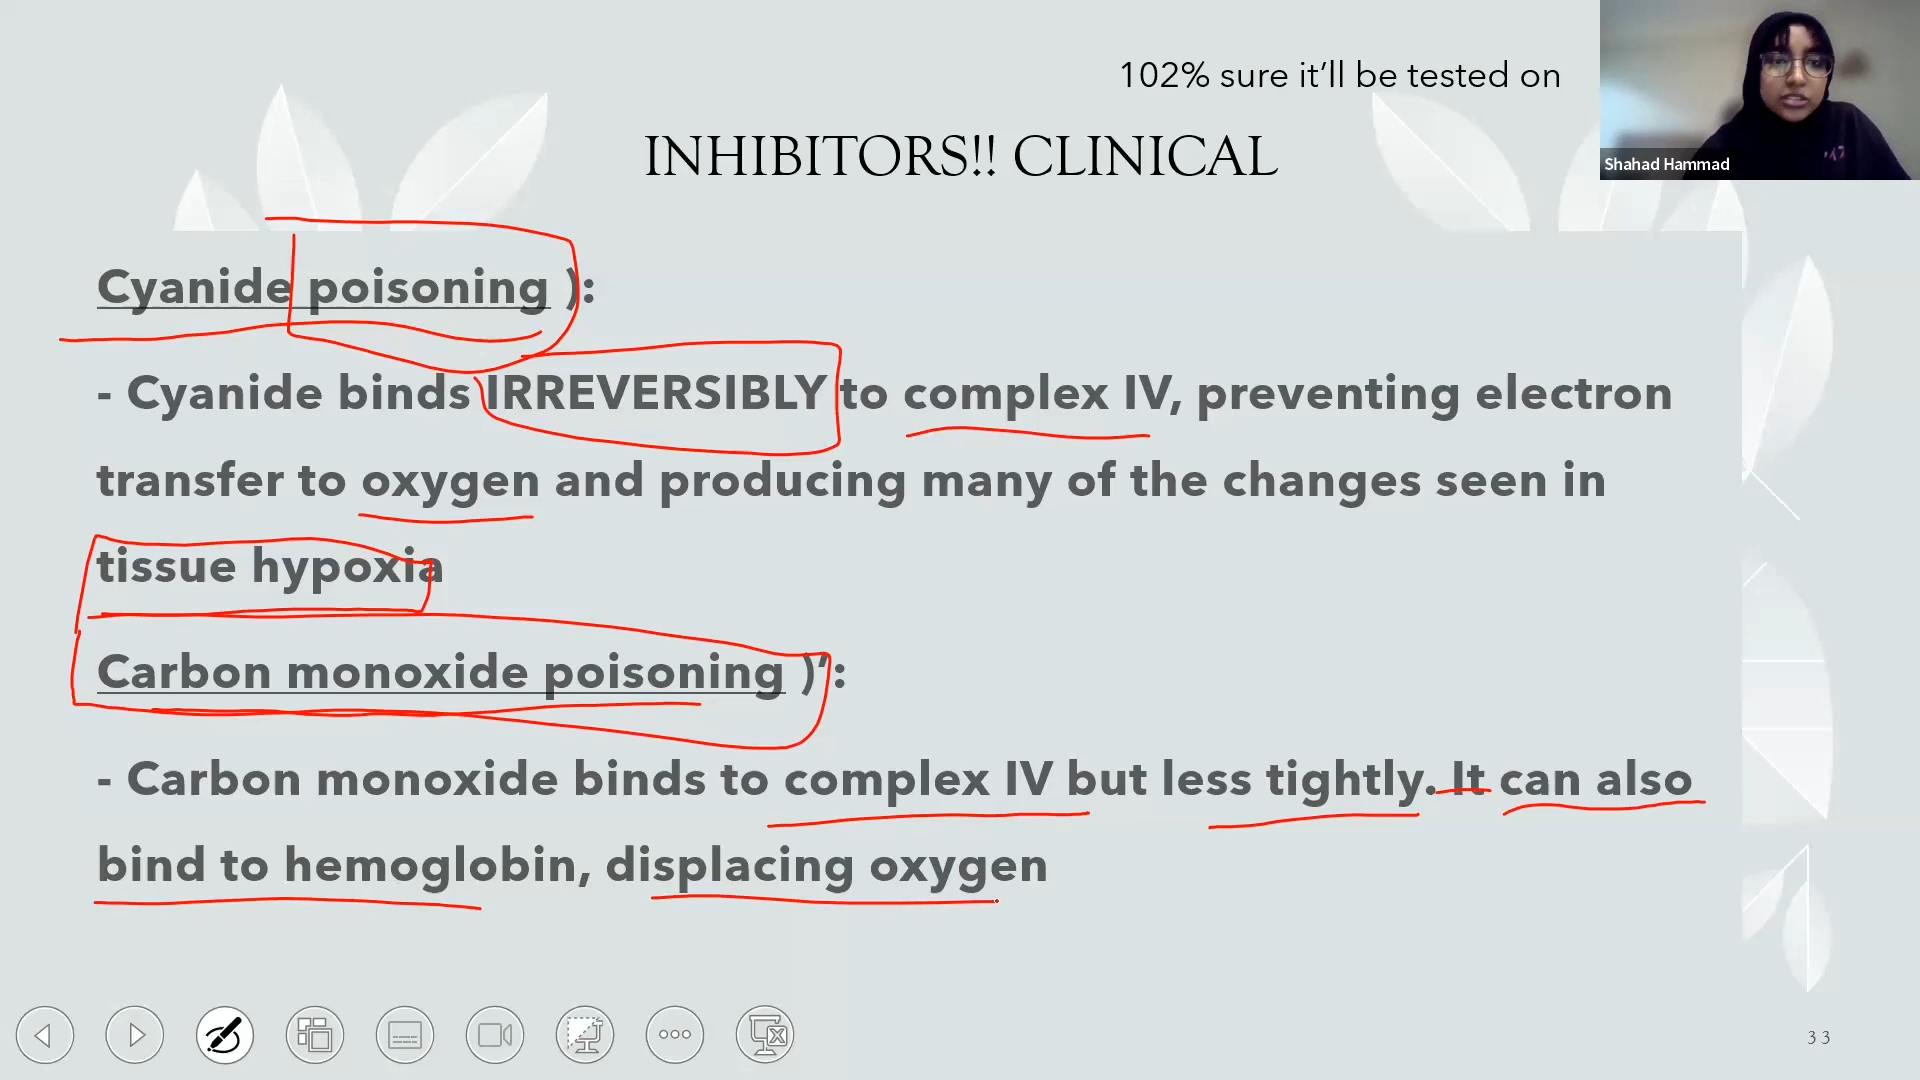 102% sure it’ll be tested on
INHIBITORS!! CLINICAL
Shahad Hammad
Cyanide poisoning ):
- Cyanide binds IRREVERSIBLY to complex IV, preventing electron
transfer to oxygen and producing many of the changes seen in
tissue hypoxia
Carbon monoxide poisoning )’:
- Carbon monoxide binds to complex IV but less tightly. It can also
bind to hemoglobin, displacing oxygen
33